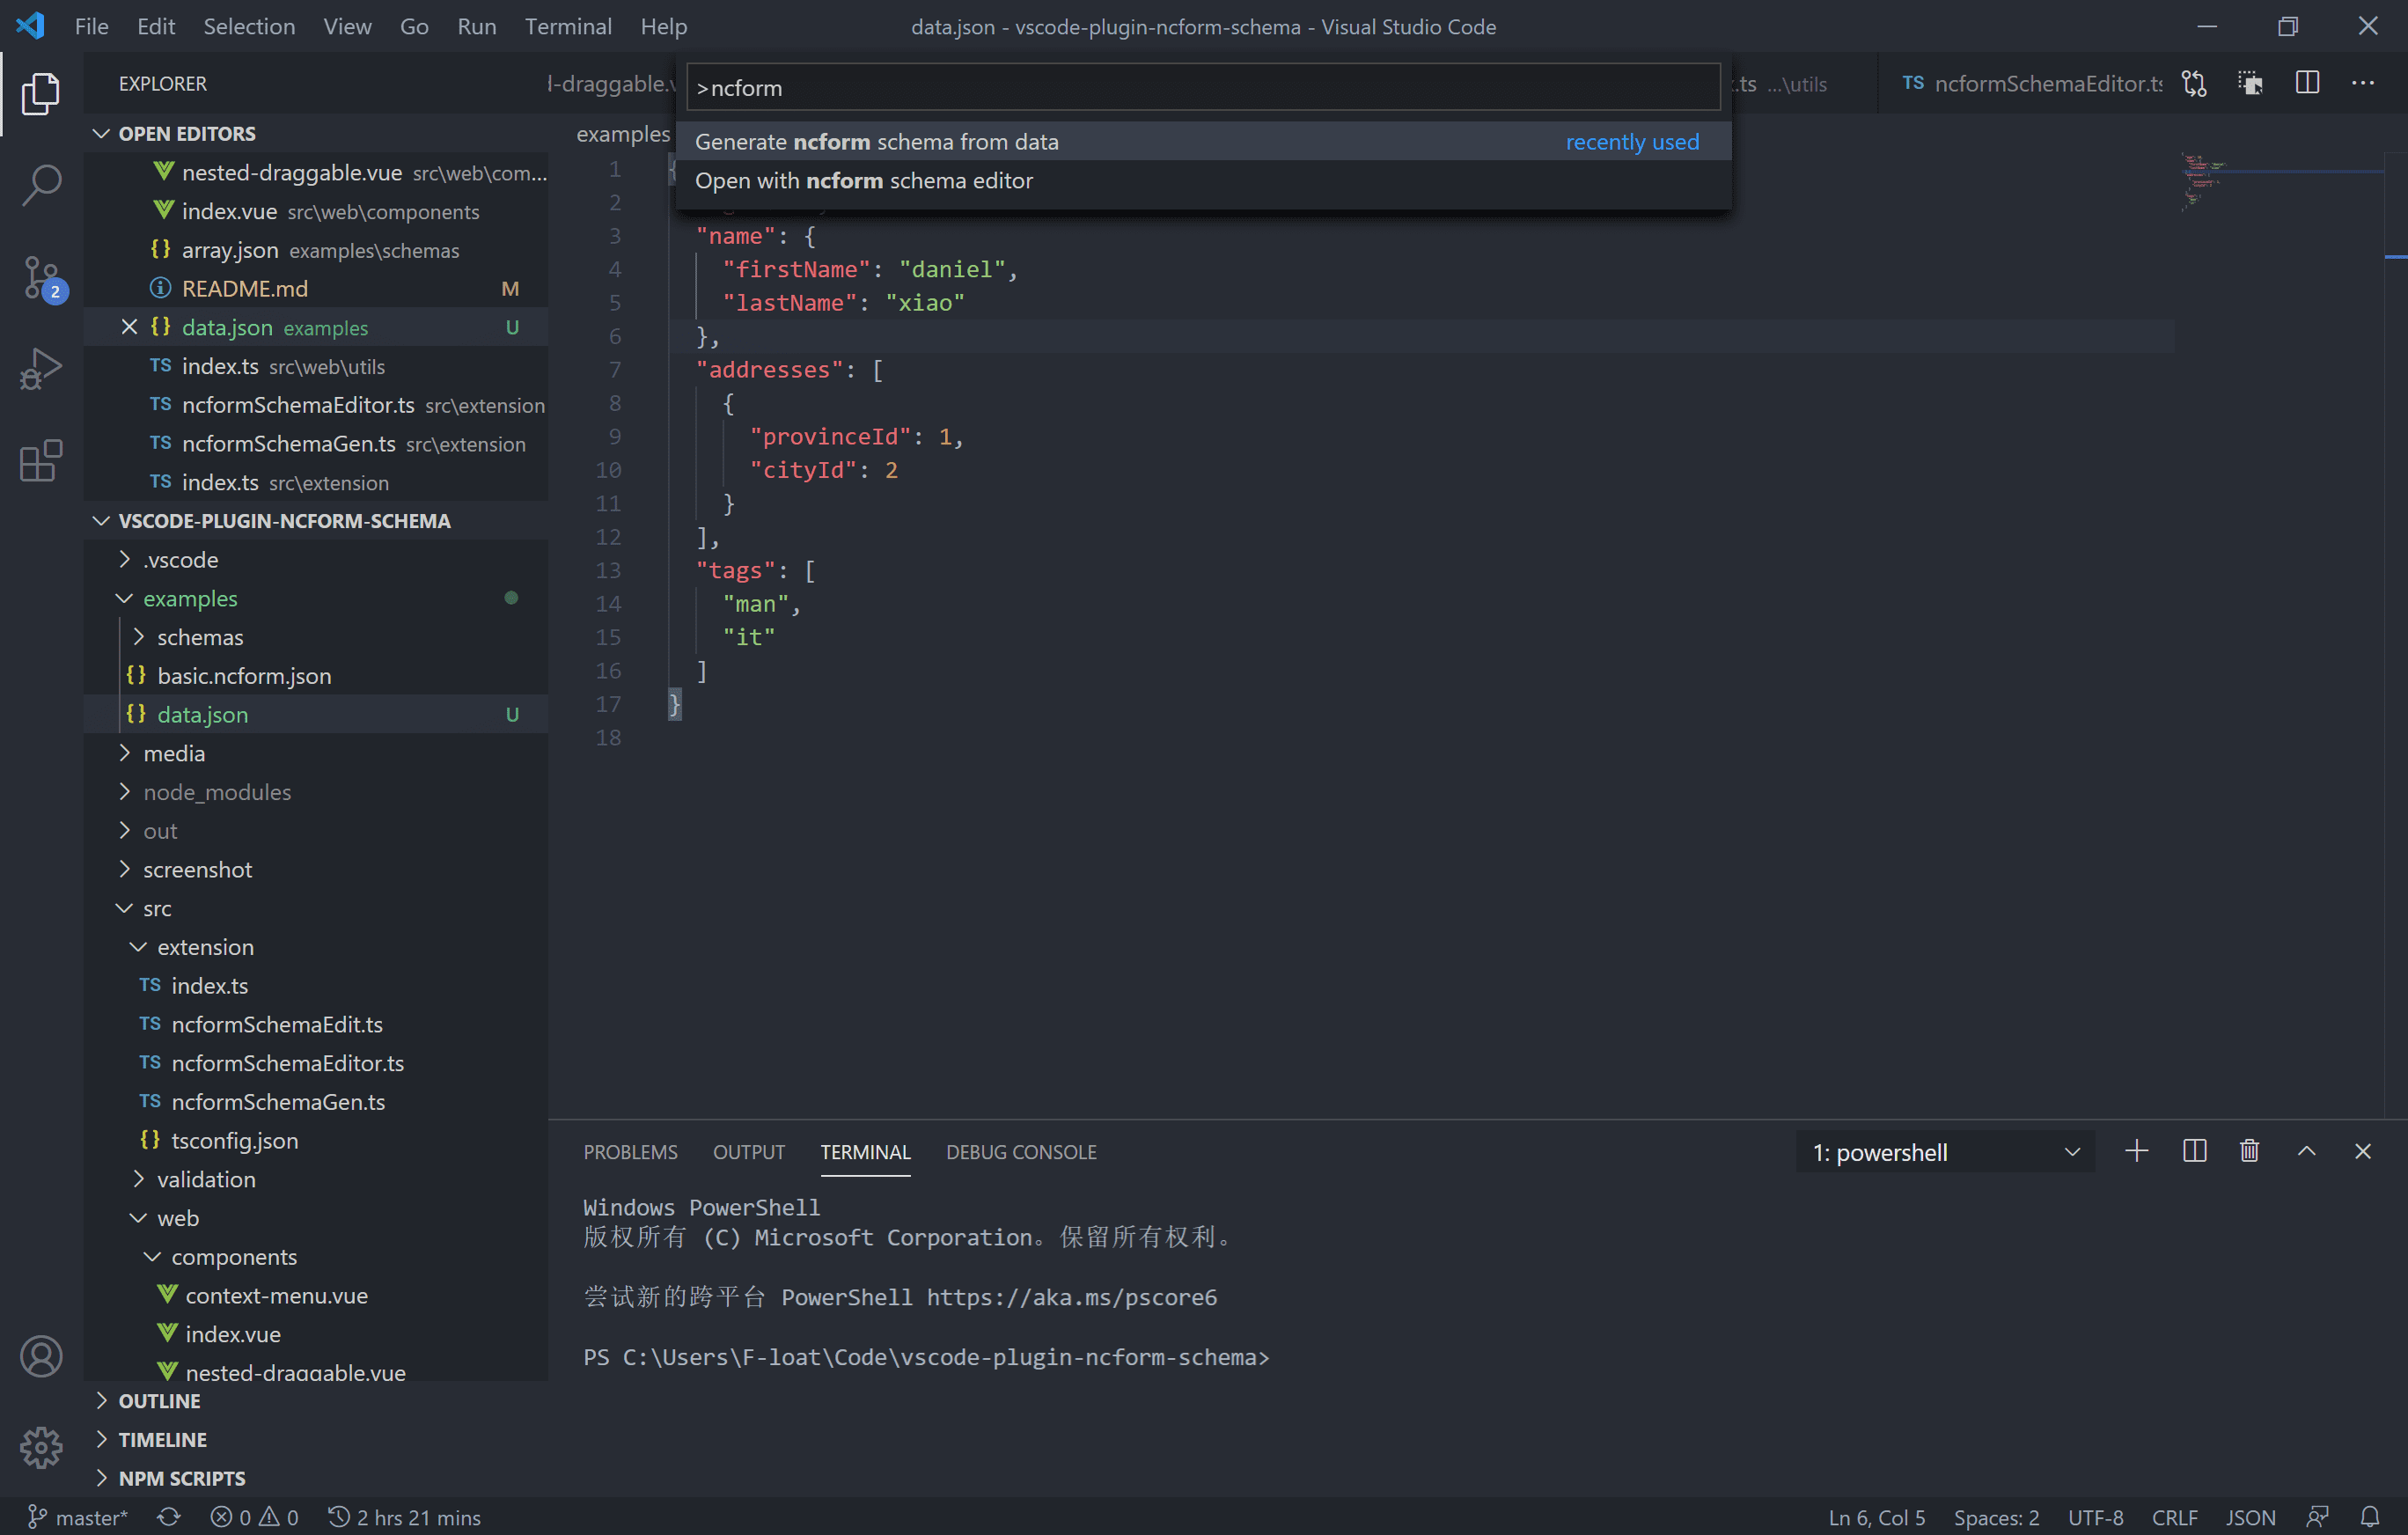 File Edit Selection View Go Run Terminal Help
data.json - vscode-plugin-ncform-schema - Visual Studio Code
EXPLORER
OPEN EDITORS
nested-draggable.vue src\web\com...
index.vue src\web\components
array.json examples\schemas
README.md M
data.json examples U
TS index.ts src\web\utils
TS ncformSchemaEditor.ts src\extension
TS ncformSchemaGen.ts src\extension
TS index.ts src\extension
VSCODE-PLUGIN-NCFORM-SCHEMA
.vscode
examples
schemas
basic.ncform.json
data.json U
media
node_modules
out
screenshot
src
extension
TS index.ts
TS ncformSchemaEdit.ts
TS ncformSchemaEditor.ts
TS ncformSchemaGen.ts
{} tsconfig.json
validation
web
components
context-menu.vue
index.vue
nested-draggable.vue
OUTLINE
TIMELINE
NPM SCRIPTS
d-draggable.v
.ts ...\utils
TS ncformSchemaEditor.ts
>ncform
Generate ncform schema from data recently used
Open with ncform schema editor
examples
1 {
2
3 "name": {
4 "firstName": "daniel",
5 "lastName": "xiao"
6 },
7 "addresses": [
8 {
9 "provinceId": 1,
10 "cityId": 2
11 }
12 ],
13 "tags": [
14 "man",
15 "it"
16 ]
17 }
18
PROBLEMS OUTPUT TERMINAL DEBUG CONSOLE
1: powershell
Windows PowerShell
版权所有 (C) Microsoft Corporation。保留所有权利。
尝试新的跨平台 PowerShell https://aka.ms/pscore6
PS C:\Users\F-loat\Code\vscode-plugin-ncform-schema>
2
master* 0 0 2 hrs 21 mins
Ln 6, Col 5 Spaces: 2 UTF-8 CRLF JSON